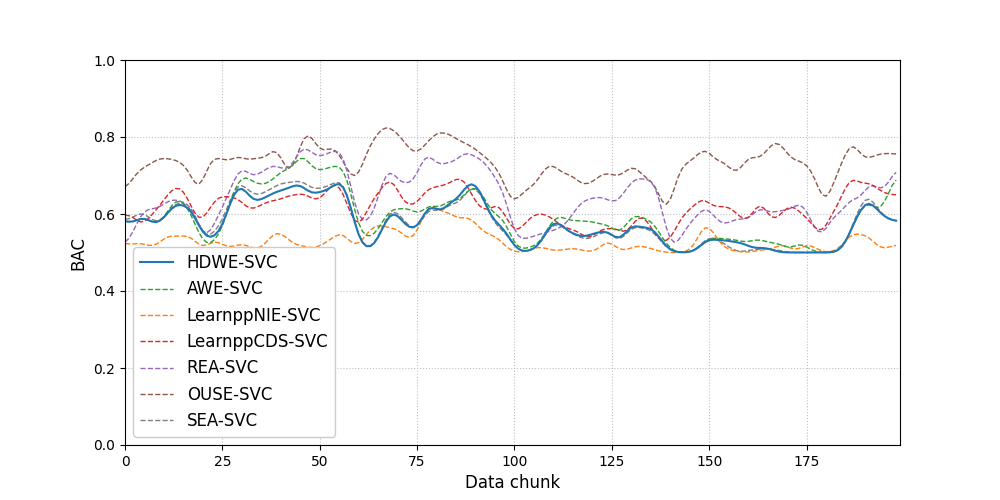 1.0
0.8
0.6
0.4
0.2
0.0
BAC
HDWE-SVC
AWE-SVC
LearnppNIE-SVC
LearnppCDS-SVC
REA-SVC
OUSE-SVC
SEA-SVC
0 25 50 75 100 125 150 175
Data chunk